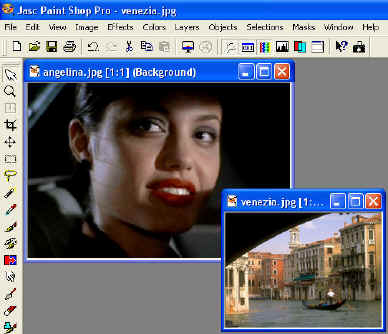 Jasc Paint Shop Pro - venezia.jpg
File Edit View Image Effects Colors Layers Objects Selections Masks Window Help
angelina.jpg [1:1] (Background)
venezia.jpg [1:...